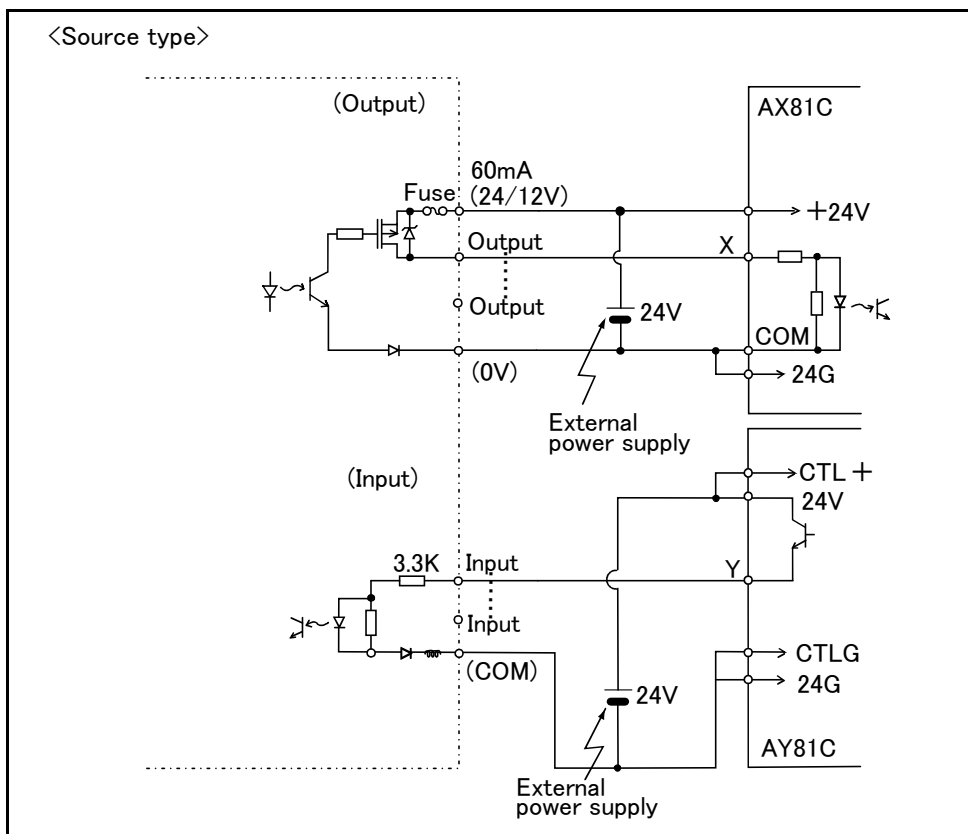 <Source type>
(Output)
AX81C
60mA
(24/12V)
Fuse
+24V
Output
X
Output
24V
COM
(0V)
24G
External
power supply
(Input)
CTL+
24V
3.3K
Input
Y
Input
(COM)
CTLG
24G
24V
AY81C
External
power supply